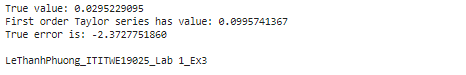 True value: 0.0295229095
First order Taylor series has value: 0.0995741367
True error is: -2.3727751860
LeThanhPhuong_ITITWE19025_Lab 1_Ex3